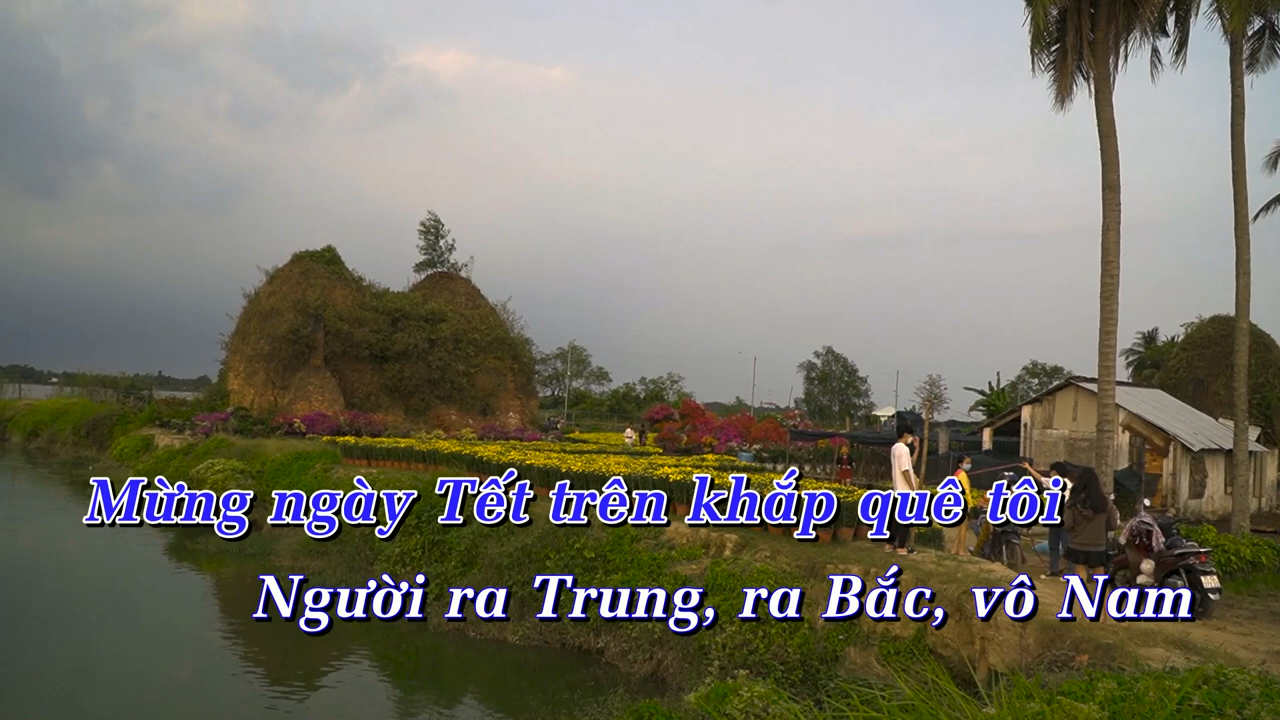 Mừng ngày Tết trên khắp quê tôi
Người ra Trung, ra Bắc, vô Nam